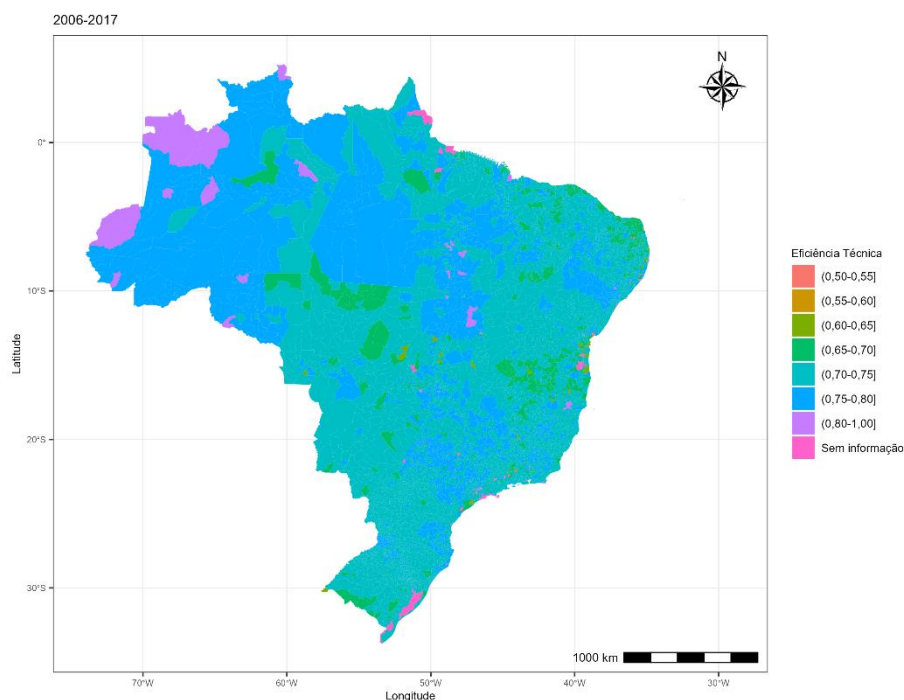 2006-2017
N
0°
10°S
20°S
30°S
Latitude
70°W
60°W
50°W
40°W
30°W
Longitude
1000 km
Eficiência Técnica
(0,50-0,55]
(0,55-0,60]
(0,60-0,65]
(0,65-0,70]
(0,70-0,75]
(0,75-0,80]
(0,80-1,00]
Sem informação